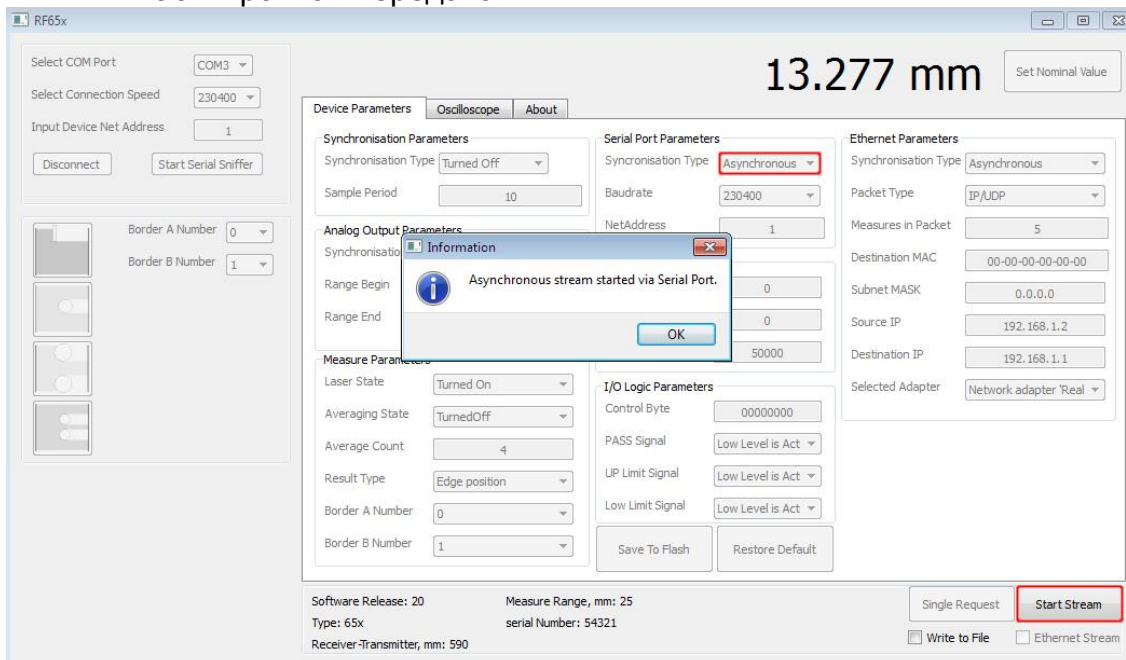 RF65x
Select COM Port
COM3
Select Connection Speed
230400
Input Device Net Address
1
Disconnect
Start Serial Sniffer
Border A Number
0
Border B Number
1
13.277 mm
Set Nominal Value
Device Parameters
Oscilloscope
About
Synchronisation Parameters
Synchronisation Type
Turned Off
Sample Period
10
Analog Output Parameters
Synchronisatio
Range Begin
Range End
Measure Parameters
Laser State
Turned On
Averaging State
TurnedOff
Average Count
4
Result Type
Edge position
Border A Number
0
Border B Number
1
Serial Port Parameters
Syncronisation Type
Asynchronous
Baudrate
230400
NetAddress
1
0
0
50000
I/O Logic Parameters
Control Byte
00000000
PASS Signal
Low Level is Act
UP Limit Signal
Low Level is Act
Low Limit Signal
Low Level is Act
Save To Flash
Restore Default
Ethernet Parameters
Synchronisation Type
Asynchronous
Packet Type
IP/UDP
Measures in Packet
5
Destination MAC
00-00-00-00-00-00
Subnet MASK
0.0.0.0
Source IP
192.168.1.2
Destination IP
192.168.1.1
Selected Adapter
Network adapter 'Real
Information
Asynchronous stream started via Serial Port.
OK
Software Release: 20
Measure Range, mm: 25
Type: 65x
serial Number: 54321
Receiver-Transmitter, mm: 590
Single Request
Start Stream
Write to File
Ethernet Stream